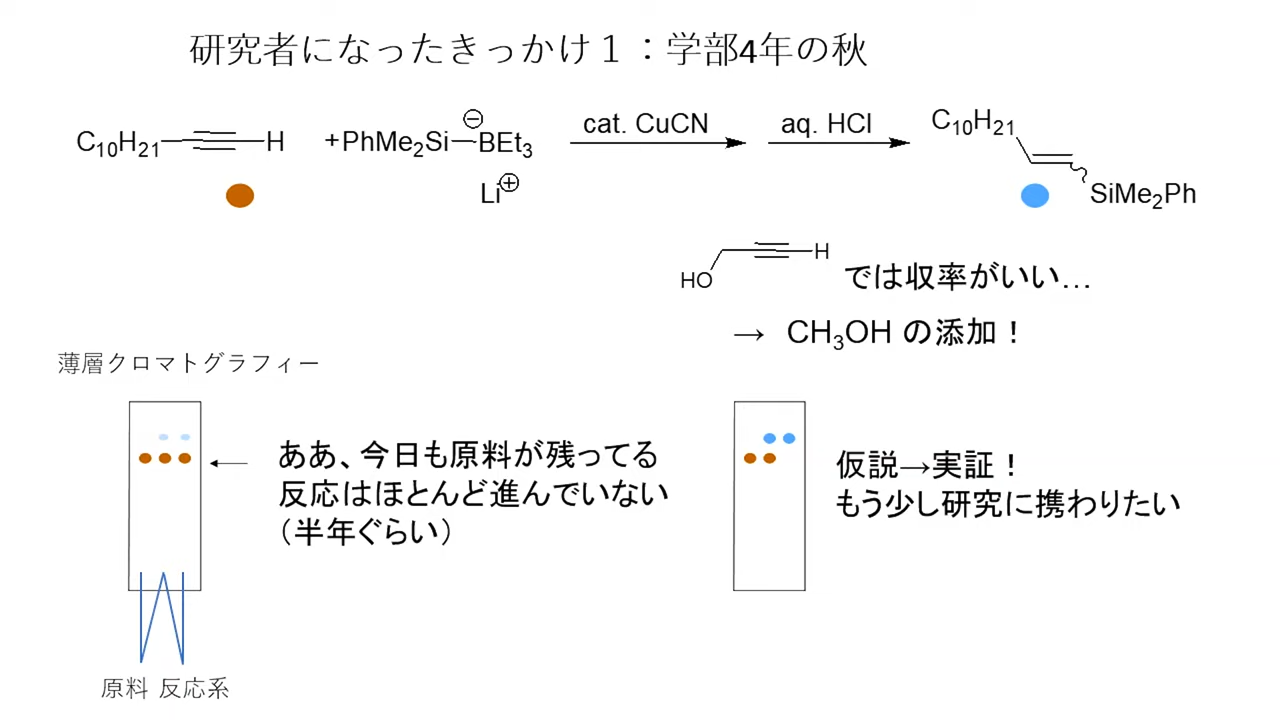 研究者になったきっかけ１：学部4年の秋
C10H21 H +PhMe2Si BEt3 cat. CuCN aq. HCl C10H21
Li SiMe2Ph
HO H では収率がいい…
→ CH3OH の添加！
薄層クロマトグラフィー
ああ、今日も原料が残ってる
反応はほとんど進んでいない
（半年ぐらい）
仮説→実証！
もう少し研究に携わりたい
原料 反応系